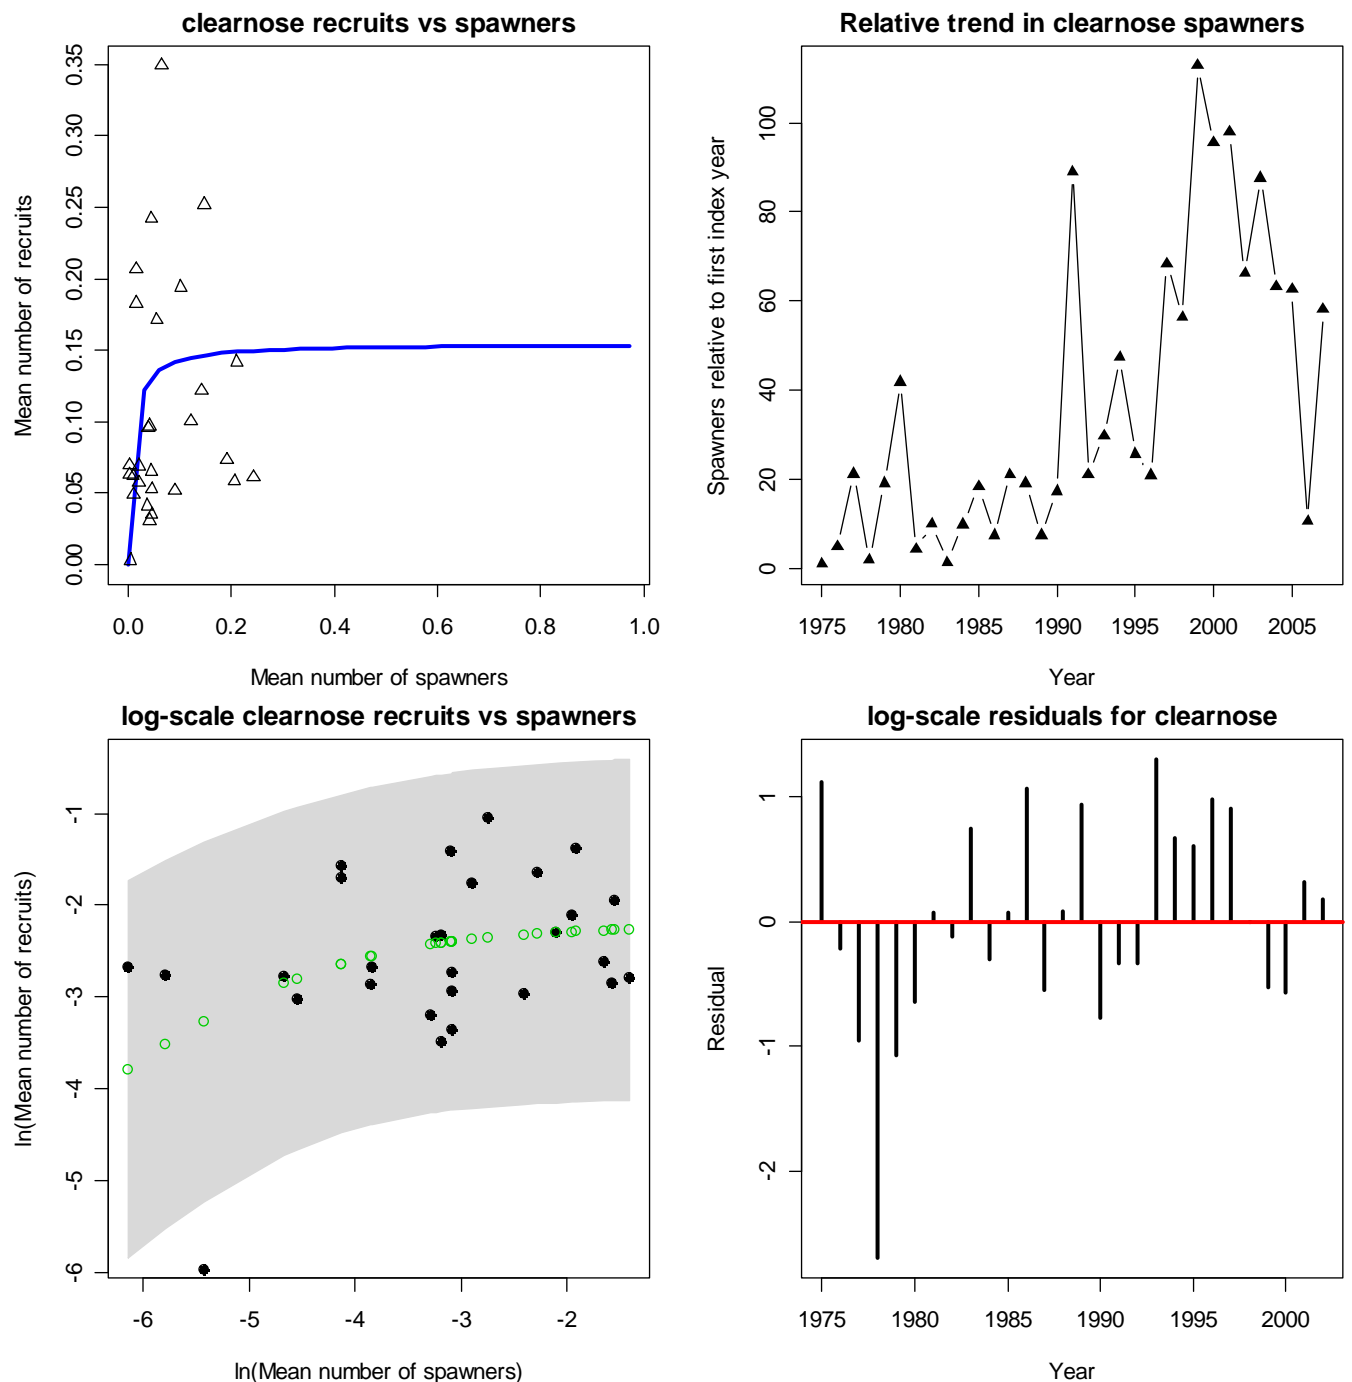 clearnose recruits vs spawners
Mean number of recruits
0.00 0.05 0.10 0.15 0.20 0.25 0.30 0.35
0.0 0.2 0.4 0.6 0.8 1.0
Mean number of spawners
Relative trend in clearnose spawners
Spawners relative to first index year
0 20 40 60 80 100
1975 1980 1985 1990 1995 2000 2005
Year
log-scale clearnose recruits vs spawners
ln(Mean number of recruits)
-6 -5 -4 -3 -2 -1
-6 -5 -4 -3 -2
ln(Mean number of spawners)
log-scale residuals for clearnose
Residual
-2 -1 0 1
1975 1980 1985 1990 1995 2000
Year